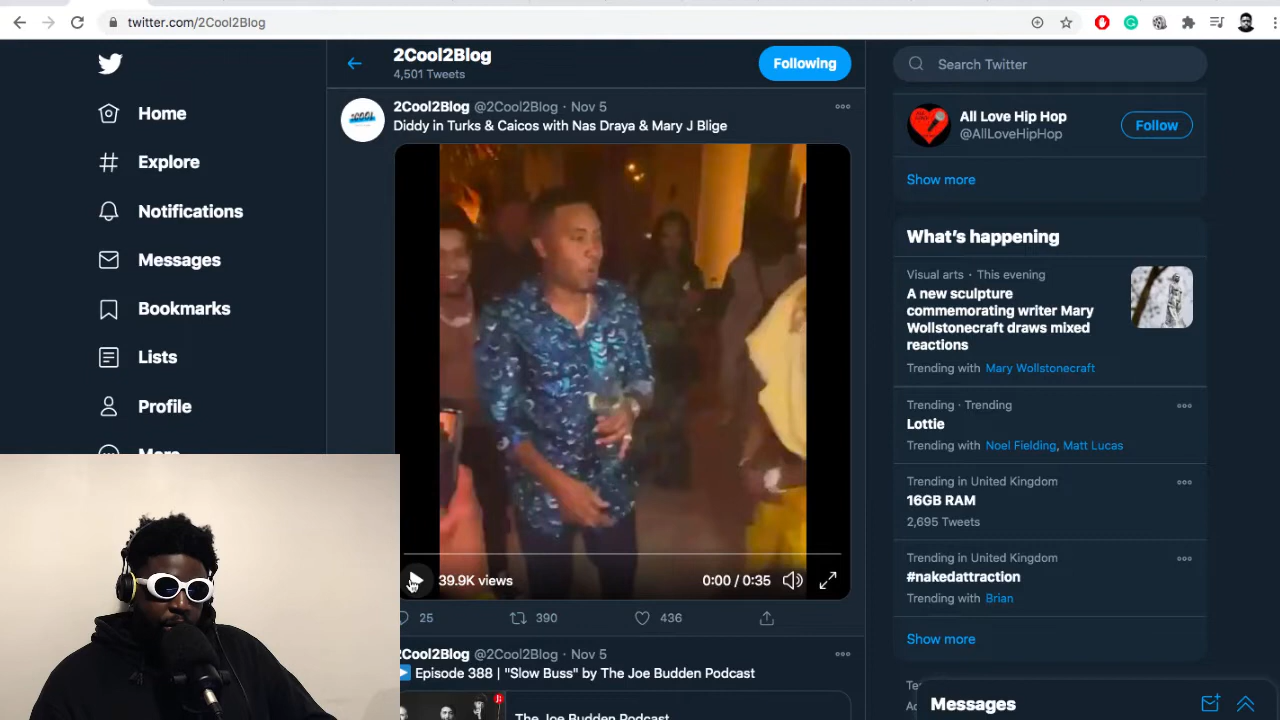 twitter.com/2Cool2Blog
Home
Explore
Notifications
Messages
Bookmarks
Lists
Profile
More
2Cool2Blog
4,501 Tweets
Following
2COOL
2Cool2Blog @2Cool2Blog · Nov 5
Diddy in Turks & Caicos with Nas Draya & Mary J Blige
39.9K views
0:00 / 0:35
25
390
436
2Cool2Blog @2Cool2Blog · Nov 5
Episode 388 | "Slow Buss" by The Joe Budden Podcast
The Joe Budden Podcast
Search Twitter
All Love Hip Hop
@AllLoveHipHop
Follow
Show more
What's happening
Visual arts · This evening
A new sculpture
commemorating writer Mary
Wollstonecraft draws mixed
reactions
Trending with Mary Wollstonecraft
Trending · Trending
Lottie
Trending with Noel Fielding, Matt Lucas
Trending in United Kingdom
16GB RAM
2,695 Tweets
Trending in United Kingdom
#nakedattraction
Trending with Brian
Show more
Messages